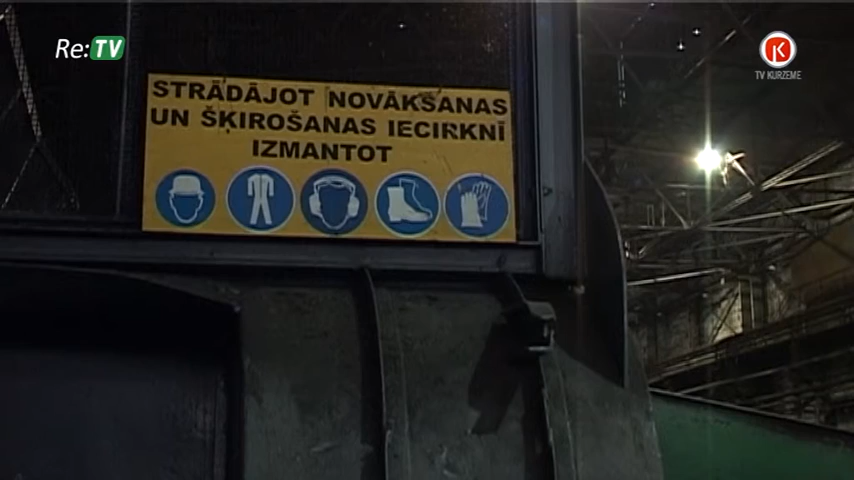 Re:TV
TV KURZEME
STRĀDĀJOT NOVĀKŠANAS
UN ŠĶIROŠANAS IECIRKNĪ
IZMANTOT